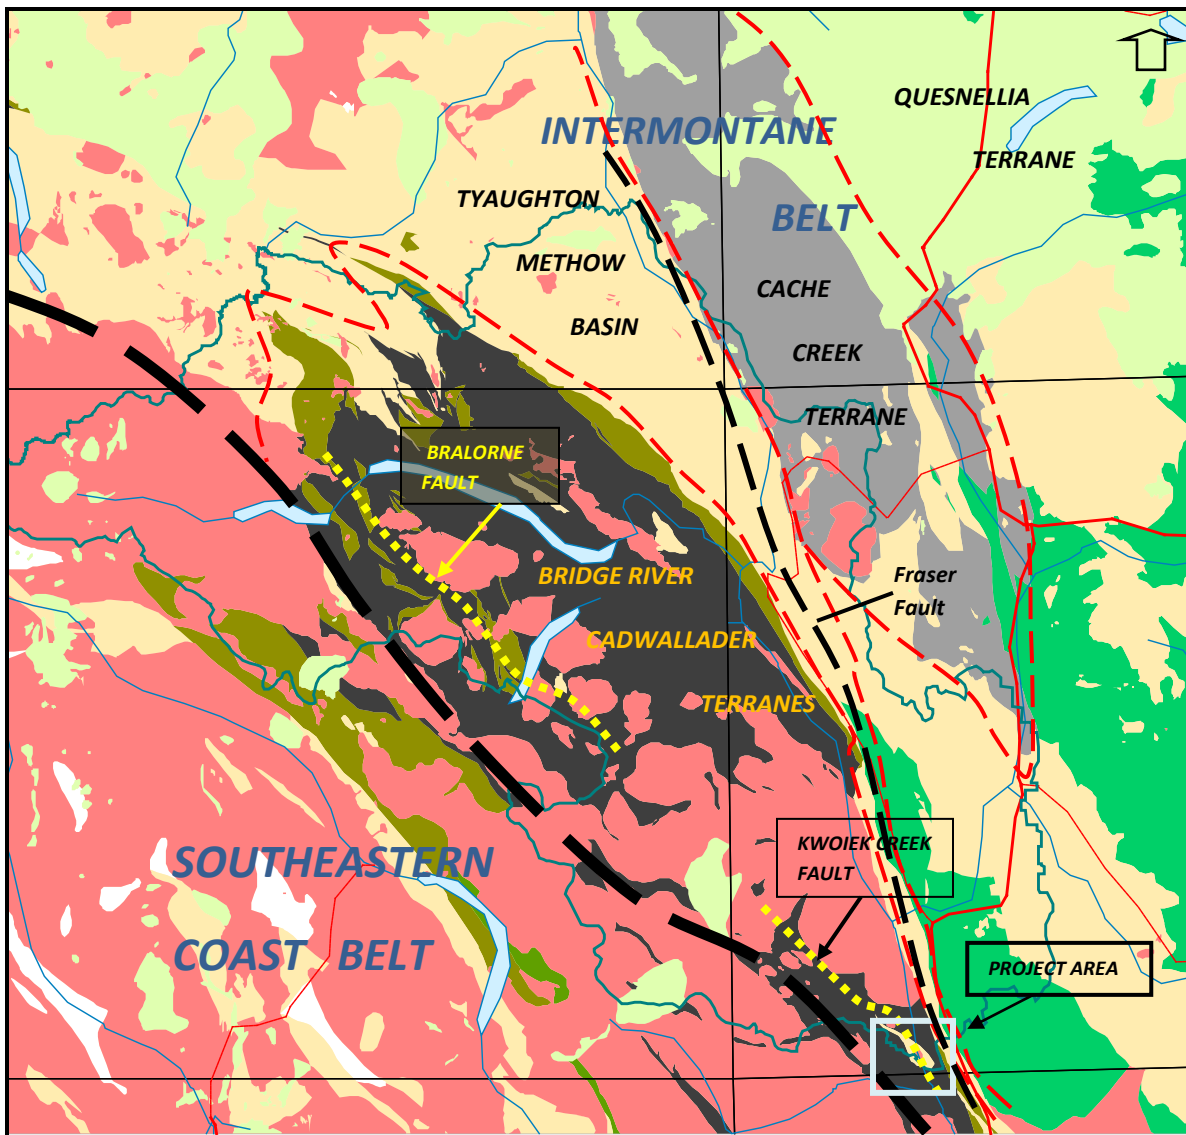 QUESNELLIA
TERRANE
INTERMONTANE
BELT
TYAUGHTON
METHOW
BASIN
CACHE
CREEK
TERRANE
BRALORNE
FAULT
BRIDGE RIVER
CADWALLADER
TERRANES
Fraser
Fault
KWOIEK CREEK
FAULT
SOUTHEASTERN
COAST BELT
PROJECT AREA